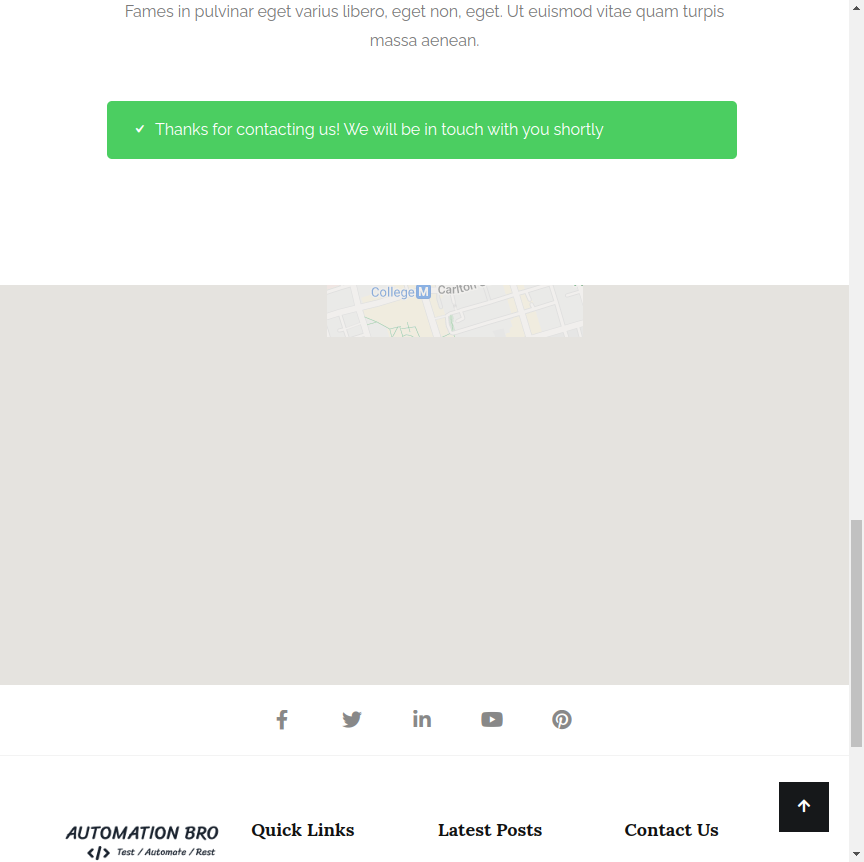 Fames in pulvinar eget varius libero, eget non, eget. Ut euismod vitae quam turpis
massa aenean.
Thanks for contacting us! We will be in touch with you shortly
College M
Carlton
AUTOMATION BRO
</> Test / Automate / Rest
Quick Links
Latest Posts
Contact Us